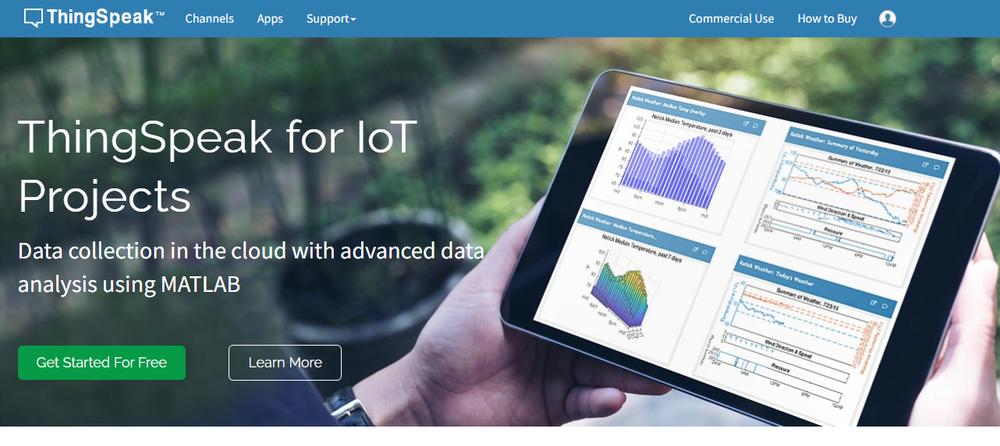 ThingSpeak™
Channels
Apps
Support
Commercial Use
How to Buy
ThingSpeak for IoT
Projects
Data collection in the cloud with advanced data
analysis using MATLAB
Get Started For Free
Learn More
Natick Weather: Median Temp Overlay
Natick Median Temperature, past 3 days
Natick Weather: Summary of Yesterday
Summary of Weather, 7/22/15
Wind Direction & Speed
Pressure
Natick Weather: Median Temperature...
Natick Median Temperature, past 7 days
Natick Weather: Today's Weather
Summary of Weather, 7/23/15
Wind Direction & Speed
Pressure